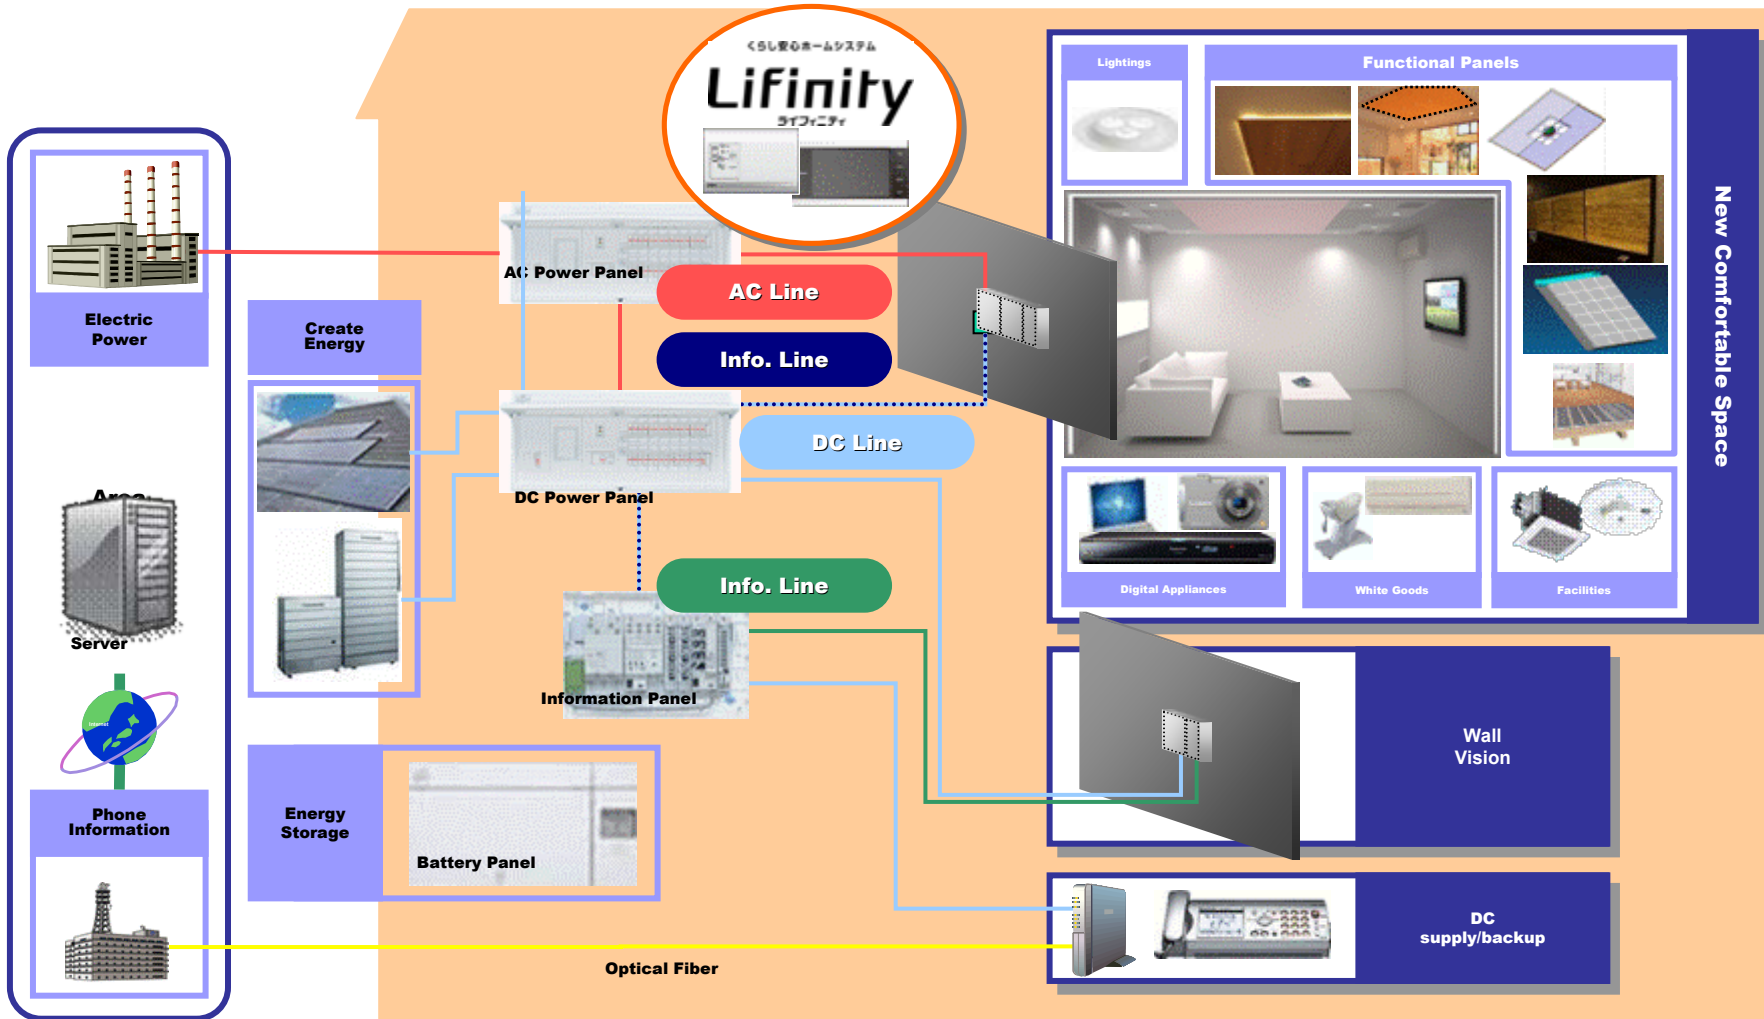 くらし安心ホームシステム
Lifinity
ライフィニティ
Lightings
Functional Panels
New Comfortable Space
AC Power Panel
AC Line
Electric
Power
Create
Energy
Info. Line
DC Line
DC Power Panel
Area
Server
Info. Line
Digital Appliances
White Goods
Facilities
Information Panel
Internet
Wall
Vision
Phone
Information
Energy
Storage
Battery Panel
DC
supply/backup
Optical Fiber